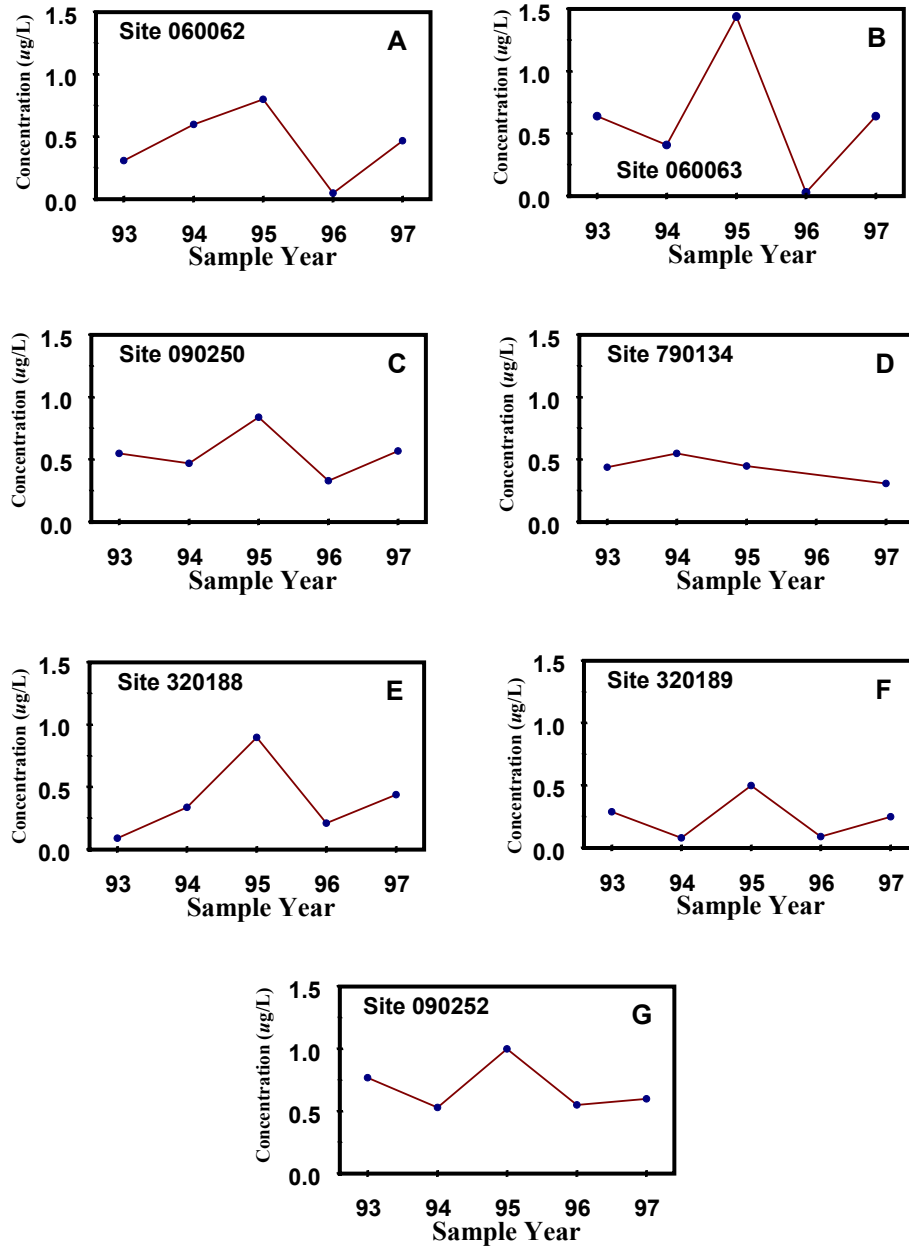 Concentration (ug/L)
1.5
1.0
0.5
0.0
Site 060062
A
93 94 95 96 97
Sample Year
Concentration (ug/L)
1.5
1.0
0.5
0.0
B
Site 060063
93 94 95 96 97
Sample Year
Concentration (ug/L)
1.5
1.0
0.5
0.0
Site 090250
C
93 94 95 96 97
Sample Year
Concentration (ug/L)
1.5
1.0
0.5
0.0
Site 790134
D
93 94 95 96 97
Sample Year
Concentration (ug/L)
1.5
1.0
0.5
0.0
Site 320188
E
93 94 95 96 97
Sample Year
Concentration (ug/L)
1.5
1.0
0.5
0.0
Site 320189
F
93 94 95 96 97
Sample Year
Concentration (ug/L)
1.5
1.0
0.5
0.0
Site 090252
G
93 94 95 96 97
Sample Year